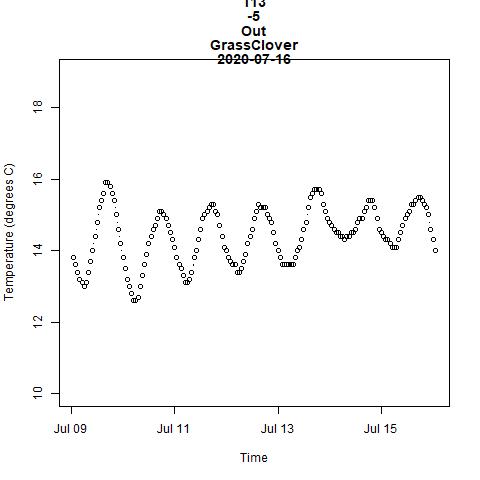 113
-5
Out
GrassClover
2020-07-16
Temperature (degrees C)
18
16
14
12
10
Jul 09
Jul 11
Jul 13
Jul 15
Time